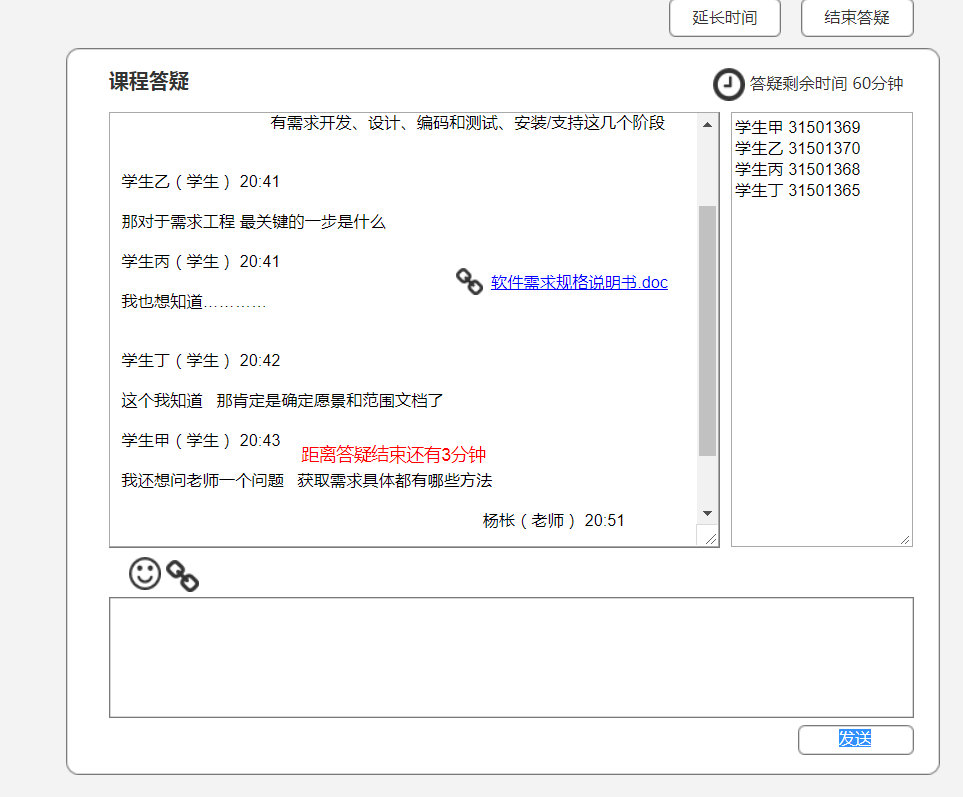 延长时间 结束答疑
课程答疑
答疑剩余时间 60分钟
有需求开发、设计、编码和测试、安装/支持这几个阶段
学生乙（学生） 20:41
那对于需求工程 最关键的一步是什么
学生丙（学生） 20:41
软件需求规格说明书.doc
我也想知道…………
学生丁（学生） 20:42
这个我知道 那肯定是确定愿景和范围文档了
学生甲（学生） 20:43
距离答疑结束还有3分钟
我还想问老师一个问题 获取需求具体都有哪些方法
杨枨（老师） 20:51
学生甲 31501369
学生乙 31501370
学生丙 31501368
学生丁 31501365
发送